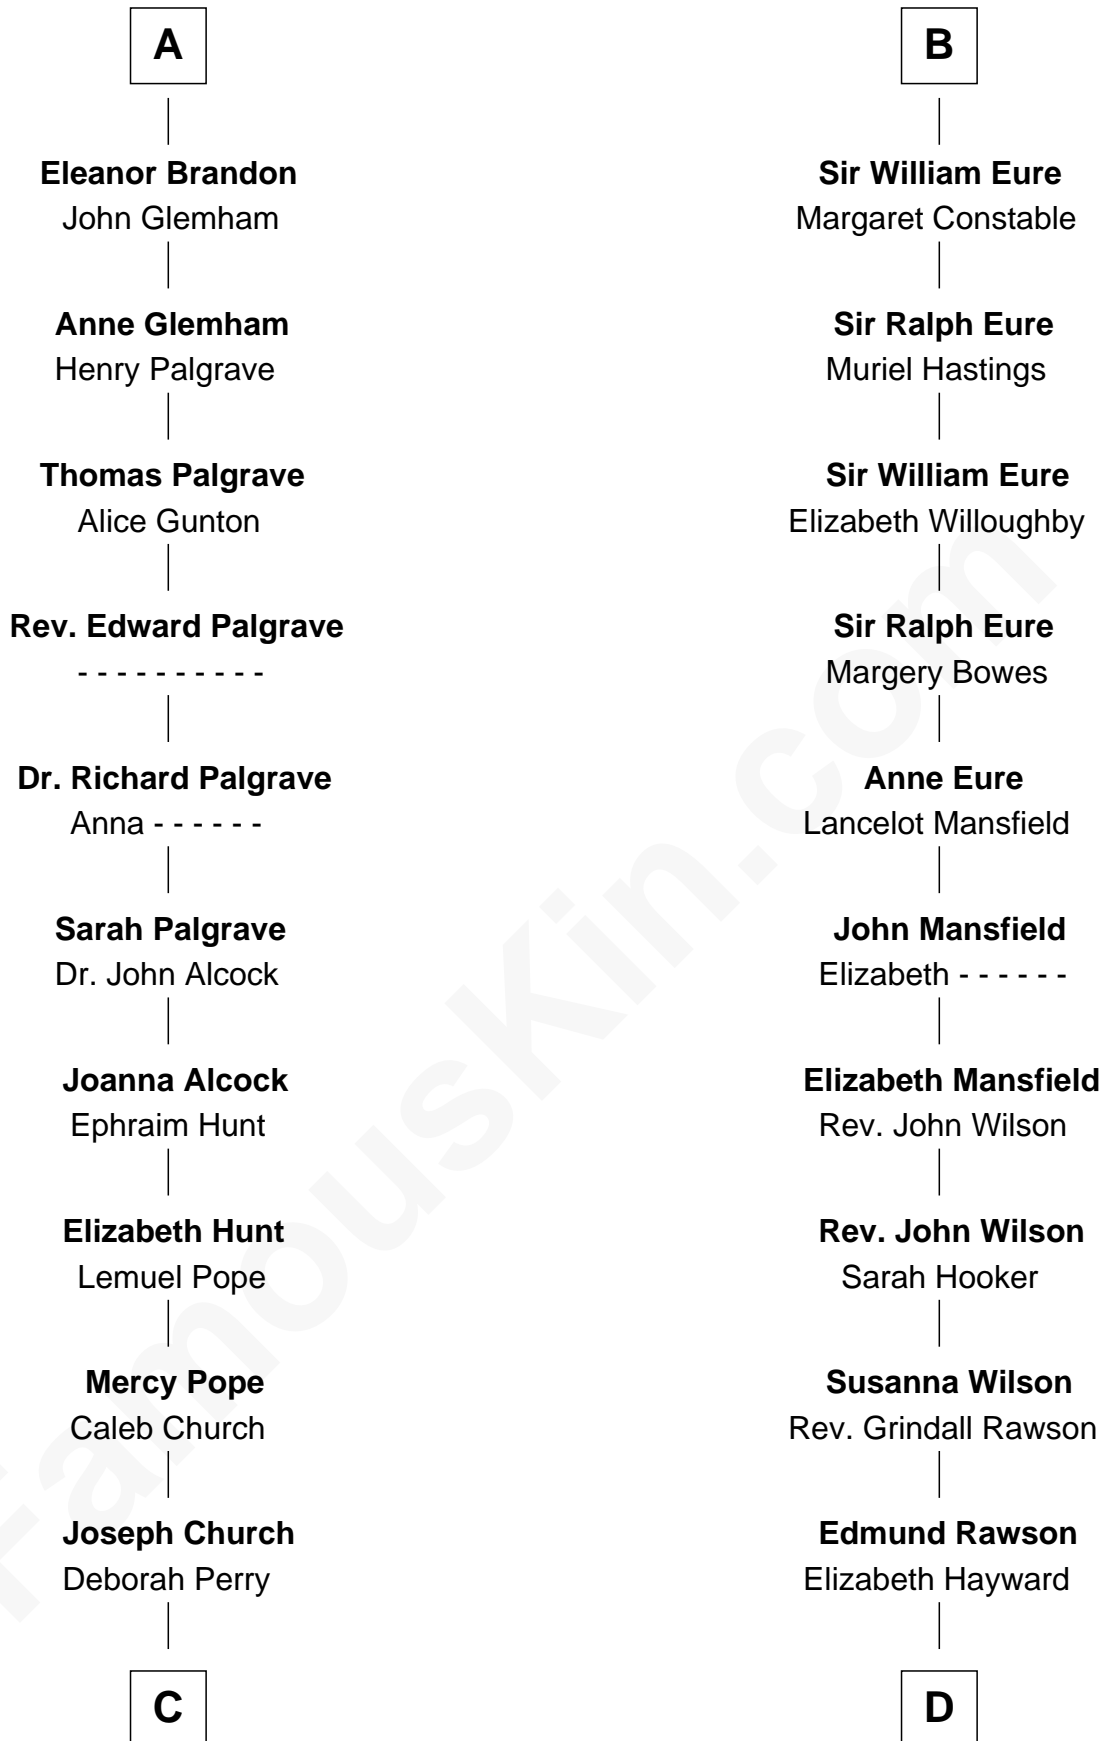 A
Eleanor Brandon
John Glemham
Anne Glemham
Henry Palgrave
Thomas Palgrave
Alice Gunton
Rev. Edward Palgrave
- - - - - - - - - -
Dr. Richard Palgrave
Anna - - - - - -
Sarah Palgrave
Dr. John Alcock
Joanna Alcock
Ephraim Hunt
Elizabeth Hunt
Lemuel Pope
Mercy Pope
Caleb Church
Joseph Church
Deborah Perry
C
B
Sir William Eure
Margaret Constable
Sir Ralph Eure
Muriel Hastings
Sir William Eure
Elizabeth Willoughby
Sir Ralph Eure
Margery Bowes
Anne Eure
Lancelot Mansfield
John Mansfield
Elizabeth - - - - - -
Elizabeth Mansfield
Rev. John Wilson
Rev. John Wilson
Sarah Hooker
Susanna Wilson
Rev. Grindall Rawson
Edmund Rawson
Elizabeth Hayward
D
FamousKin.com